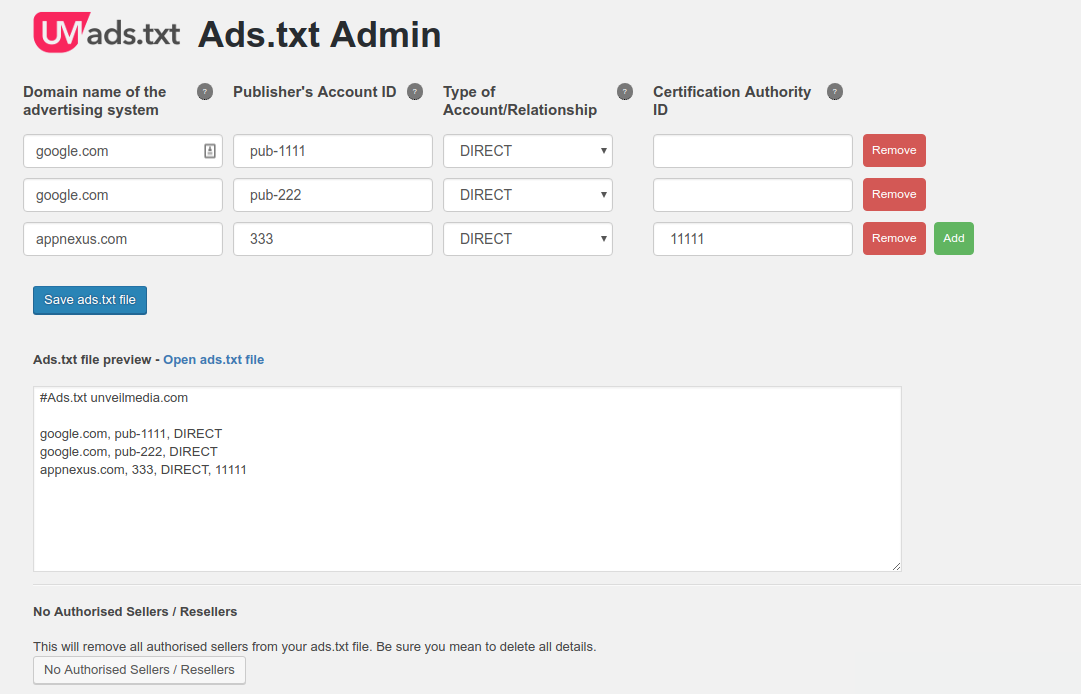 UM ads.txt Ads.txt Admin
Domain name of the advertising system ? Publisher's Account ID ? Type of Account/Relationship ? Certification Authority ID ?
google.com pub-1111 DIRECT Remove
google.com pub-222 DIRECT Remove
appnexus.com 333 DIRECT 11111 Remove Add
Save ads.txt file
Ads.txt file preview - Open ads.txt file
#Ads.txt unveilmedia.com
google.com, pub-1111, DIRECT
google.com, pub-222, DIRECT
appnexus.com, 333, DIRECT, 11111
No Authorised Sellers / Resellers
This will remove all authorised sellers from your ads.txt file. Be sure you mean to delete all details.
No Authorised Sellers / Resellers